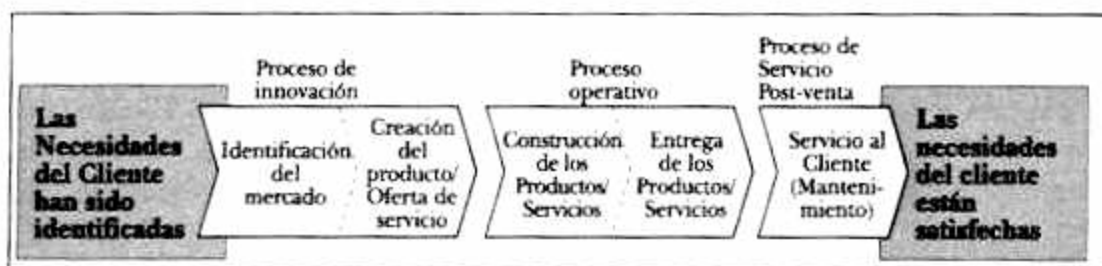 Proceso de
innovación
Proceso
operativo
Proceso de
Servicio
Post-venta
Las
Necesidades
del Cliente
han sido
identificadas
Identificación
del
mercado
Creación
del
producto/
Oferta de
servicio
Construcción
de los
Productos/
Servicios
Entrega
de los
Productos/
Servicios
Servicio al
Cliente
(Manteni-
miento)
Las
necesidades
del cliente
están
satisfechas